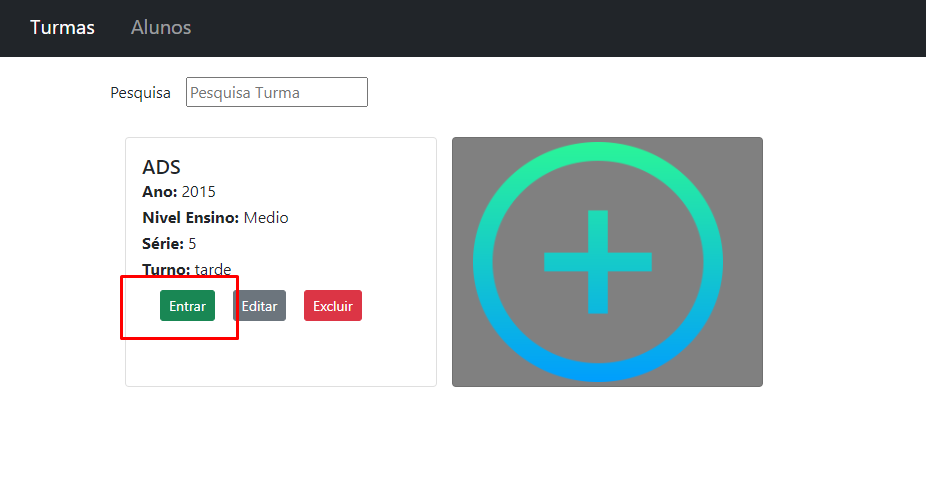 Turmas Alunos
Pesquisa Pesquisa Turma
ADS
Ano: 2015
Nivel Ensino: Medio
Série: 5
Turno: tarde
Entrar Editar Excluir